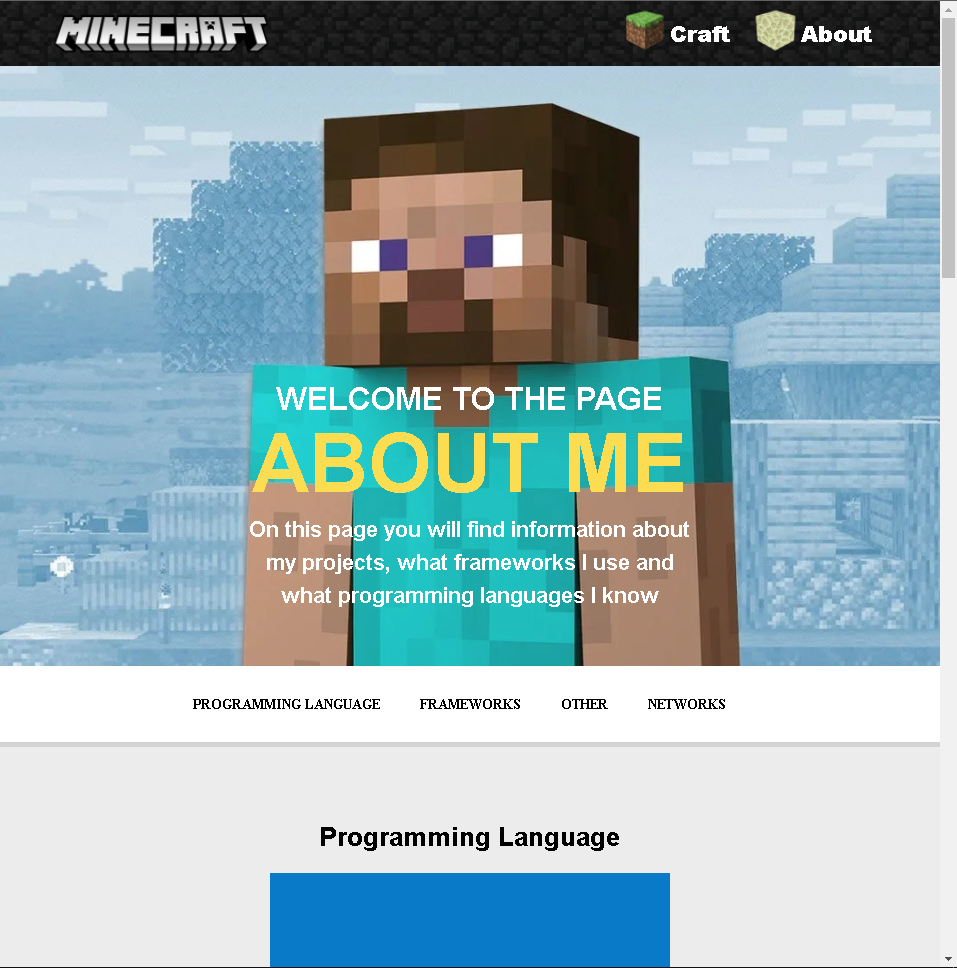 MINECRAFT
Craft
About
WELCOME TO THE PAGE
ABOUT ME
On this page you will find information about
my projects, what frameworks I use and
what programming languages I know
PROGRAMMING LANGUAGE
FRAMEWORKS
OTHER
NETWORKS
Programming Language